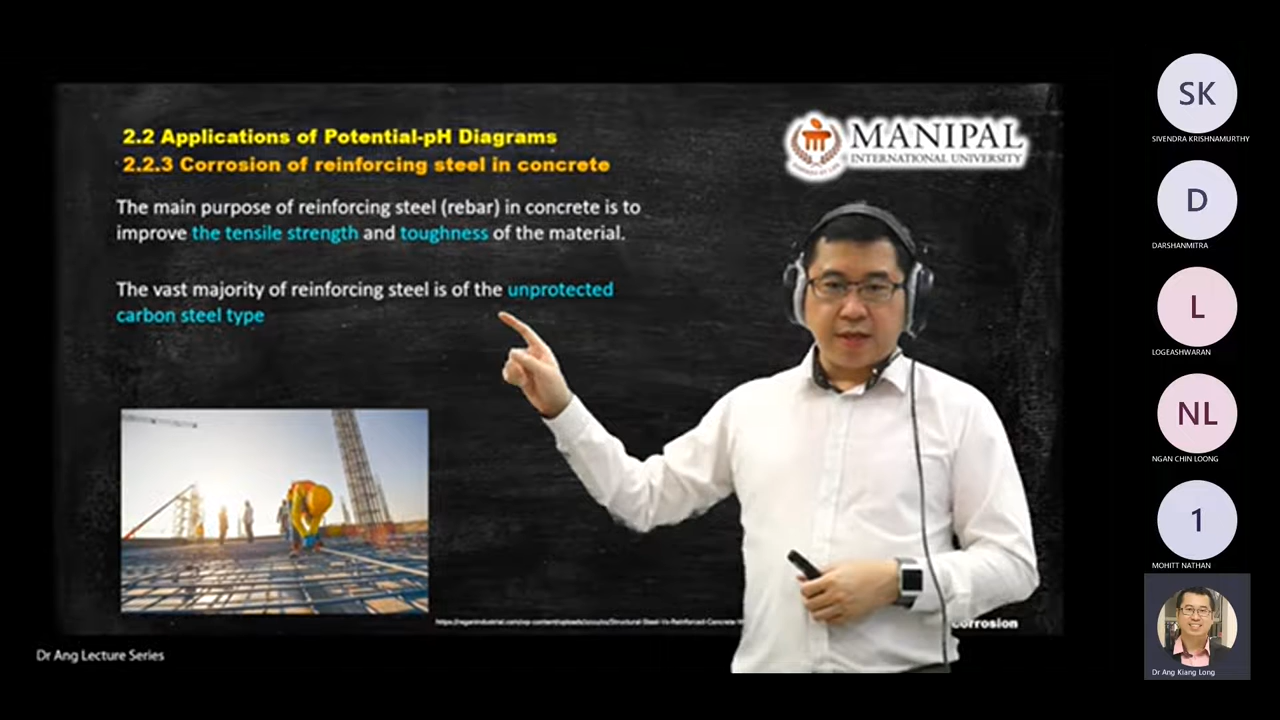 2.2 Applications of Potential-pH Diagrams
2.2.3 Corrosion of reinforcing steel in concrete
MANIPAL
INTERNATIONAL UNIVERSITY
The main purpose of reinforcing steel (rebar) in concrete is to
improve the tensile strength and toughness of the material.
The vast majority of reinforcing steel is of the unprotected
carbon steel type
Corrosion
Dr Ang Lecture Series
SK
SIVENDRA KRISHNAMURTHY
D
DARSHANMITRA
L
LOGEASHWARAN
NL
NGAN CHIN LOONG
1
MOHITT NATHAN
Dr Ang Kiang Long